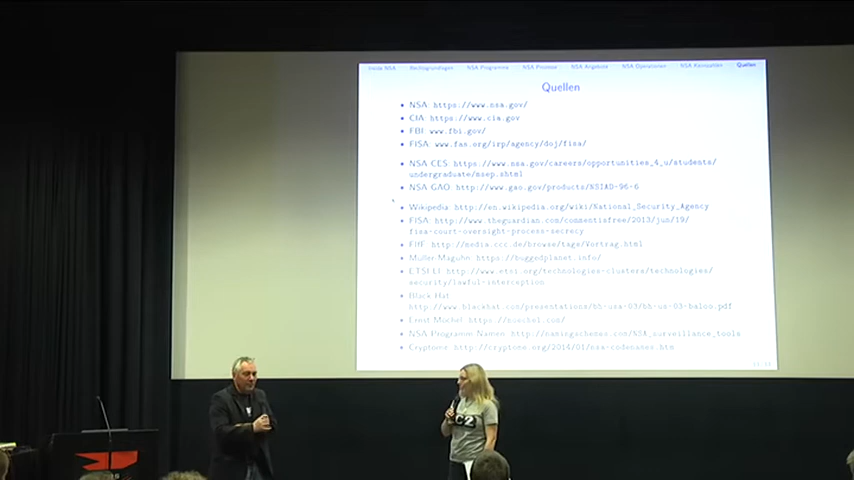 Inside NSA Rechtsgrundlagen NSA Programme NSA Prozesse NSA Angebote NSA Operationen NSA Kennzahlen Quellen
Quellen
• NSA https://www.nsa.gov/
• CIA https://www.cia.gov
• FBI www.fbi.gov/
• FISA www.fas.org/irp/agency/doj/fisa/
• NSA CES https://www.nsa.gov/careers/opportunities_4_u/students/
undergraduate/msep.shtml
• NSA GAO http://www.gao.gov/products/NSIAD-96-6
• Wikipedia http://en.wikipedia.org/wiki/National_Security_Agency
• FISA: http://www.theguardian.com/commentisfree/2013/jun/19/
fisa-court-oversight-process-secrecy
• FIfF http://media.ccc.de/browse/tags/Vortrag.html
• Müller-Maguhn https://buggedplanet.info/
• ETSI LI http://www.etsi.org/technologies-clusters/technologies/
security/lawful-interception
• Black Hat
http://www.blackhat.com/presentations/bh-usa-03/bh-us-03-baloo.pdf
• Ernst Möchel https://moechel.com/
• NSA Programm Namen http://namingschemes.com/NSA_surveillance_tools
• Cryptome http://cryptome.org/2014/01/nsa-codenames.htm
C2